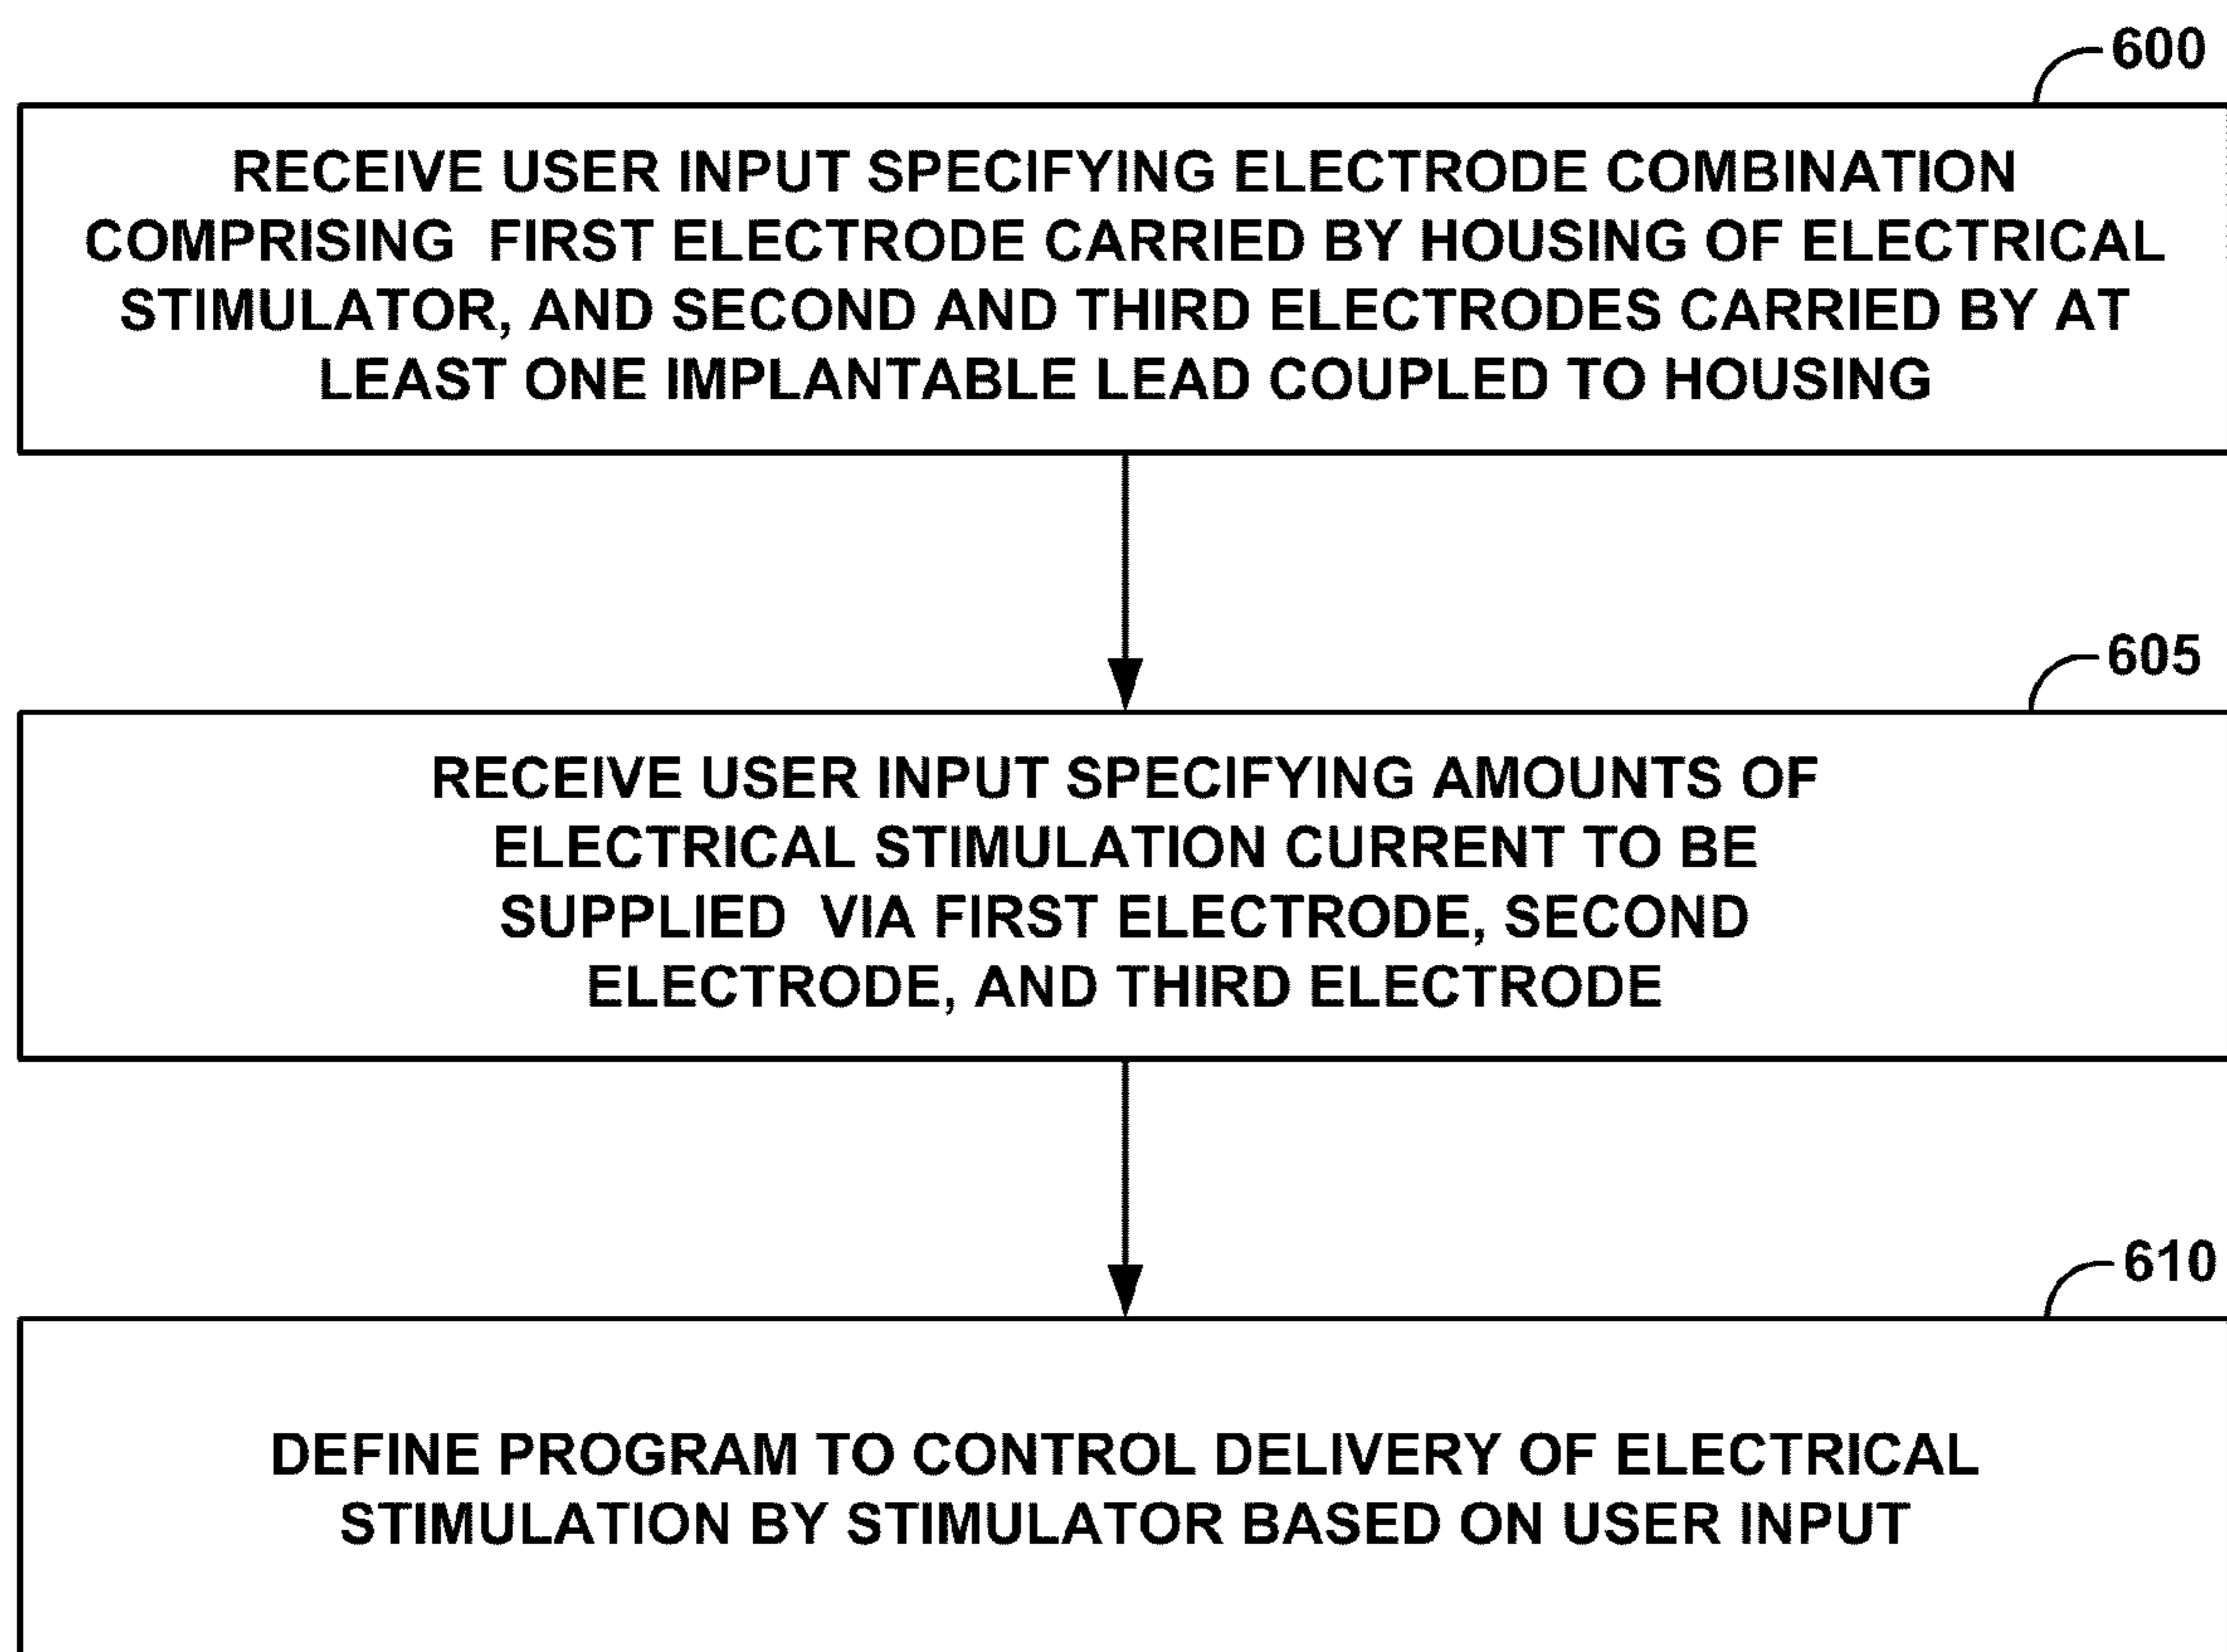 600
RECEIVE USER INPUT SPECIFYING ELECTRODE COMBINATION
COMPRISING FIRST ELECTRODE CARRIED BY HOUSING OF ELECTRICAL
STIMULATOR, AND SECOND AND THIRD ELECTRODES CARRIED BY AT
LEAST ONE IMPLANTABLE LEAD COUPLED TO HOUSING
605
RECEIVE USER INPUT SPECIFYING AMOUNTS OF
ELECTRICAL STIMULATION CURRENT TO BE
SUPPLIED VIA FIRST ELECTRODE, SECOND
ELECTRODE, AND THIRD ELECTRODE
610
DEFINE PROGRAM TO CONTROL DELIVERY OF ELECTRICAL
STIMULATION BY STIMULATOR BASED ON USER INPUT